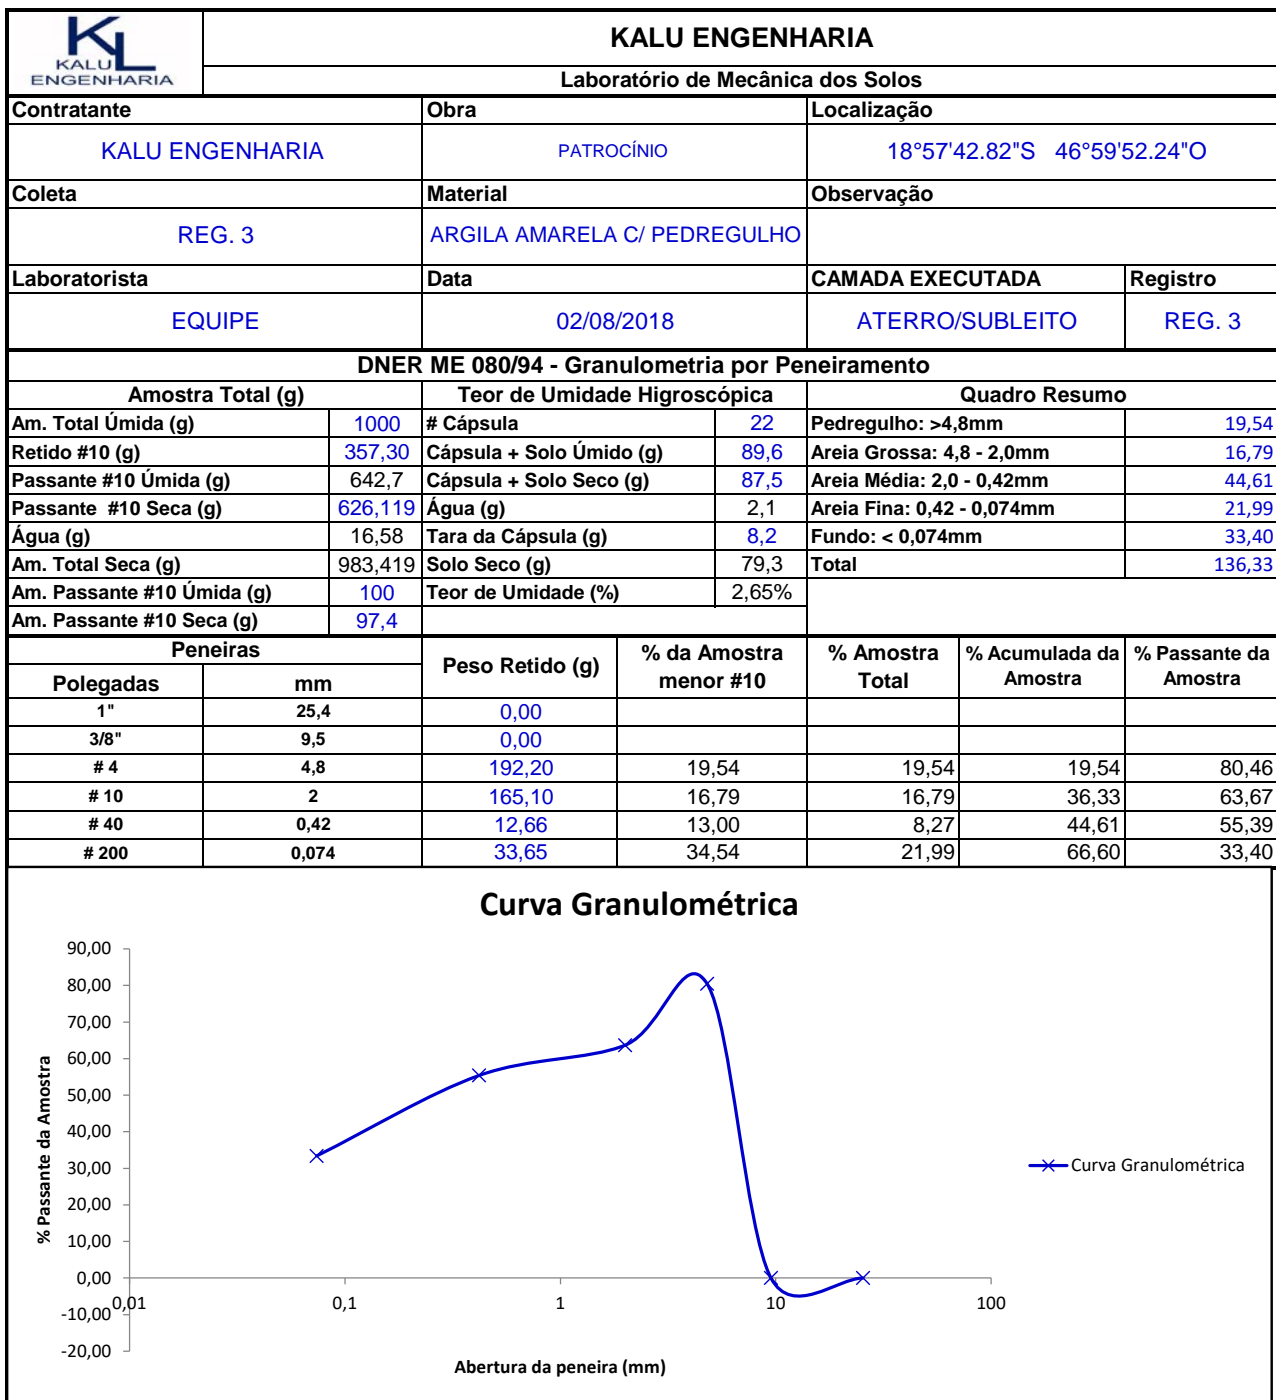 KL
KALU
ENGENHARIA
KALU ENGENHARIA
Laboratório de Mecânica dos Solos
Contratante Obra Localização
KALU ENGENHARIA PATROCÍNIO 18°57'42.82"S 46°59'52.24"O
Coleta Material Observação
REG. 3 ARGILA AMARELA C/ PEDREGULHO
Laboratorista Data CAMADA EXECUTADA Registro
EQUIPE 02/08/2018 ATERRO/SUBLEITO REG. 3
DNER ME 080/94 - Granulometria por Peneiramento
Amostra Total (g) Teor de Umidade Higroscópica Quadro Resumo
Am. Total Úmida (g) 1000 # Cápsula 22 Pedregulho: >4,8mm 19,54
Retido #10 (g) 357,30 Cápsula + Solo Úmido (g) 89,6 Areia Grossa: 4,8 - 2,0mm 16,79
Passante #10 Úmida (g) 642,7 Cápsula + Solo Seco (g) 87,5 Areia Média: 2,0 - 0,42mm 44,61
Passante #10 Seca (g) 626,119 Água (g) 2,1 Areia Fina: 0,42 - 0,074mm 21,99
Água (g) 16,58 Tara da Cápsula (g) 8,2 Fundo: < 0,074mm 33,40
Am. Total Seca (g) 983,419 Solo Seco (g) 79,3 Total 136,33
Am. Passante #10 Úmida (g) 100 Teor de Umidade (%) 2,65%
Am. Passante #10 Seca (g) 97,4
Peneiras Peso Retido (g) % da Amostra menor #10 % Amostra Total % Acumulada da Amostra % Passante da Amostra
Polegadas mm
1" 25,4 0,00
3/8" 9,5 0,00
# 4 4,8 192,20 19,54 19,54 19,54 80,46
# 10 2 165,10 16,79 16,79 36,33 63,67
# 40 0,42 12,66 13,00 8,27 44,61 55,39
# 200 0,074 33,65 34,54 21,99 66,60 33,40
Curva Granulométrica
90,00
80,00
70,00
60,00
50,00
40,00
30,00
20,00
10,00
0,00
-10,00
-20,00
% Passante da Amostra
0,01 0,1 1 10 100
Abertura da peneira (mm)
Curva Granulométrica